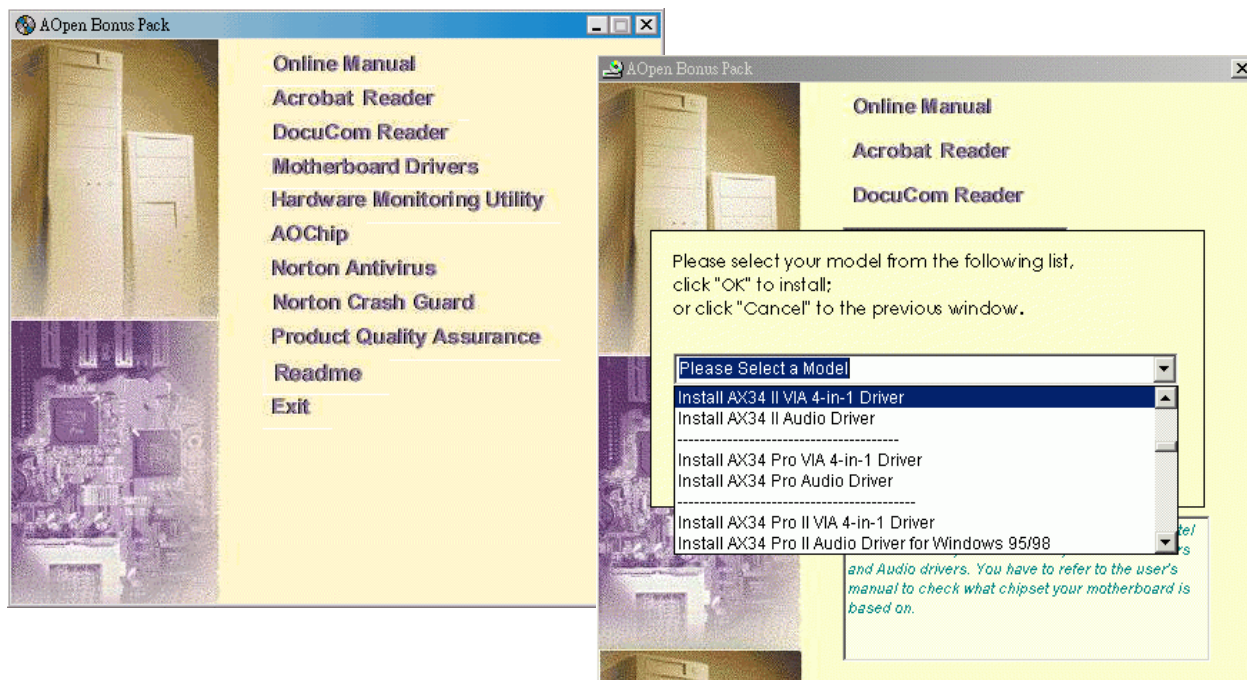 AOpen Bonus Pack
Online Manual
Acrobat Reader
DocuCom Reader
Motherboard Drivers
Hardware Monitoring Utility
AOChip
Norton Antivirus
Norton Crash Guard
Product Quality Assurance
Readme
Exit
AOpen Bonus Pack
Online Manual
Acrobat Reader
DocuCom Reader
Please select your model from the following list,
click "OK" to install;
or click "Cancel" to the previous window.
Please Select a Model
Install AX34 II VIA 4-in-1 Driver
Install AX34 II Audio Driver
----------------------------------------
Install AX34 Pro VIA 4-in-1 Driver
Install AX34 Pro Audio Driver
-------------------------------------------
Install AX34 Pro II VIA 4-in-1 Driver
Install AX34 Pro II Audio Driver for Windows 95/98
and Audio drivers. You have to refer to the user's
manual to check what chipset your motherboard is
based on.